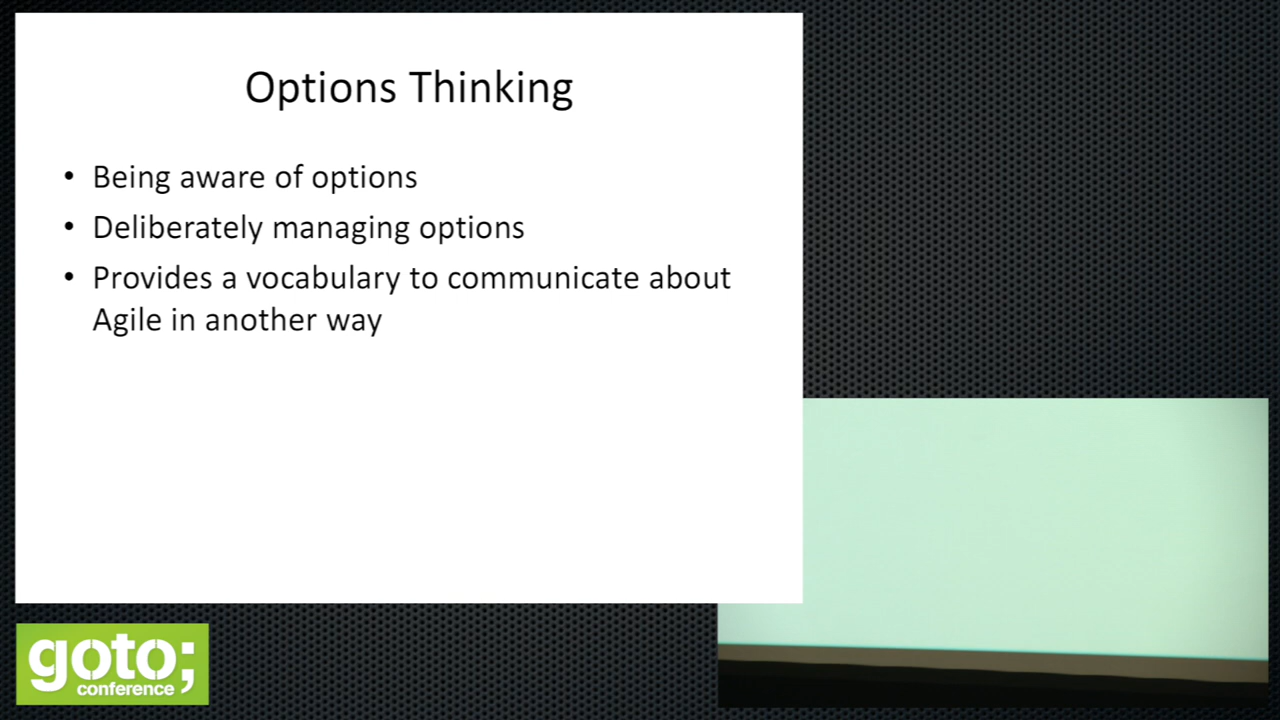 Options Thinking
• Being aware of options
• Deliberately managing options
• Provides a vocabulary to communicate about
Agile in another way
goto;
conference